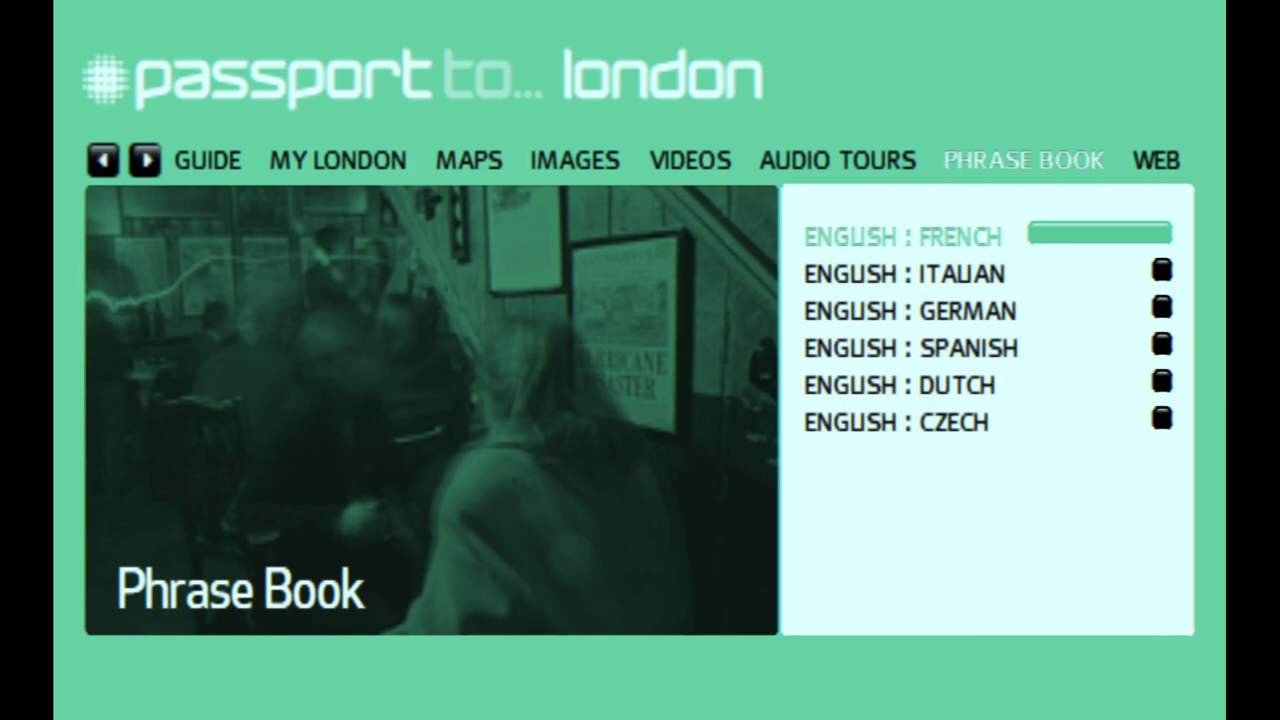 passport to... london
GUIDE MY LONDON MAPS IMAGES VIDEOS AUDIO TOURS PHRASE BOOK WEB
ENGLISH : FRENCH
ENGLISH : ITALIAN
ENGLISH : GERMAN
ENGLISH : SPANISH
ENGLISH : DUTCH
ENGLISH : CZECH
Phrase Book